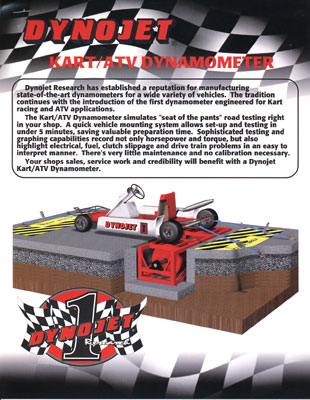 DYNOJET
KART/ATV DYNAMOMETER
Dynojet Research has established a reputation for manufacturing
state-of-the-art dynamometers for a wide variety of vehicles. The tradition
continues with the introduction of the first dynamometer engineered for Kart
racing and ATV applications.
The Kart/ATV Dynamometer simulates "seat of the pants" road testing right
in your shop. A quick vehicle mounting system allows set-up and testing in
under 5 minutes, saving valuable preparation time. Sophisticated testing and
graphing capabilities record not only horsepower and torque, but also
highlight electrical, fuel, clutch slippage and drive train problems in an easy to
interpret manner. There's very little maintenance and no calibration necessary.
Your shops sales, service work and credibility will benefit with a Dynojet
Kart/ATV Dynamometer.
DYNOJET
1
DYNOJET
Research